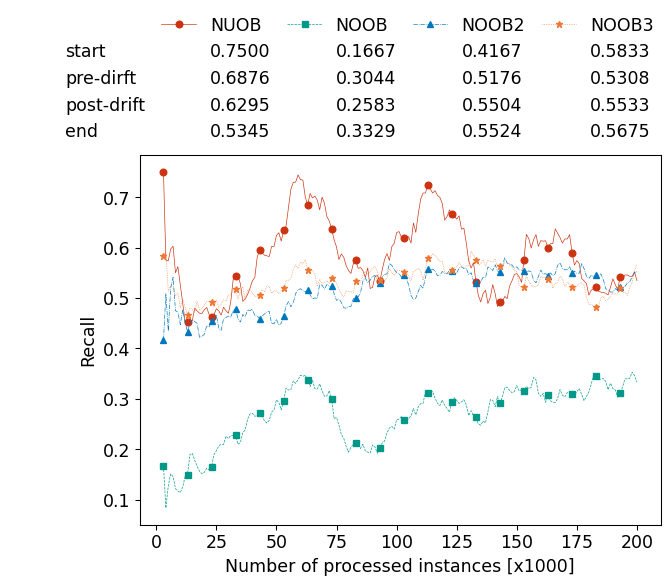 NUOB NOOB NOOB2 NOOB3
start 0.7500 0.1667 0.4167 0.5833
pre-dirft 0.6876 0.3044 0.5176 0.5308
post-drift 0.6295 0.2583 0.5504 0.5533
end 0.5345 0.3329 0.5524 0.5675
0.7
0.6
0.5
0.4
0.3
0.2
0.1
Recall
0 25 50 75 100 125 150 175 200
Number of processed instances [x1000]